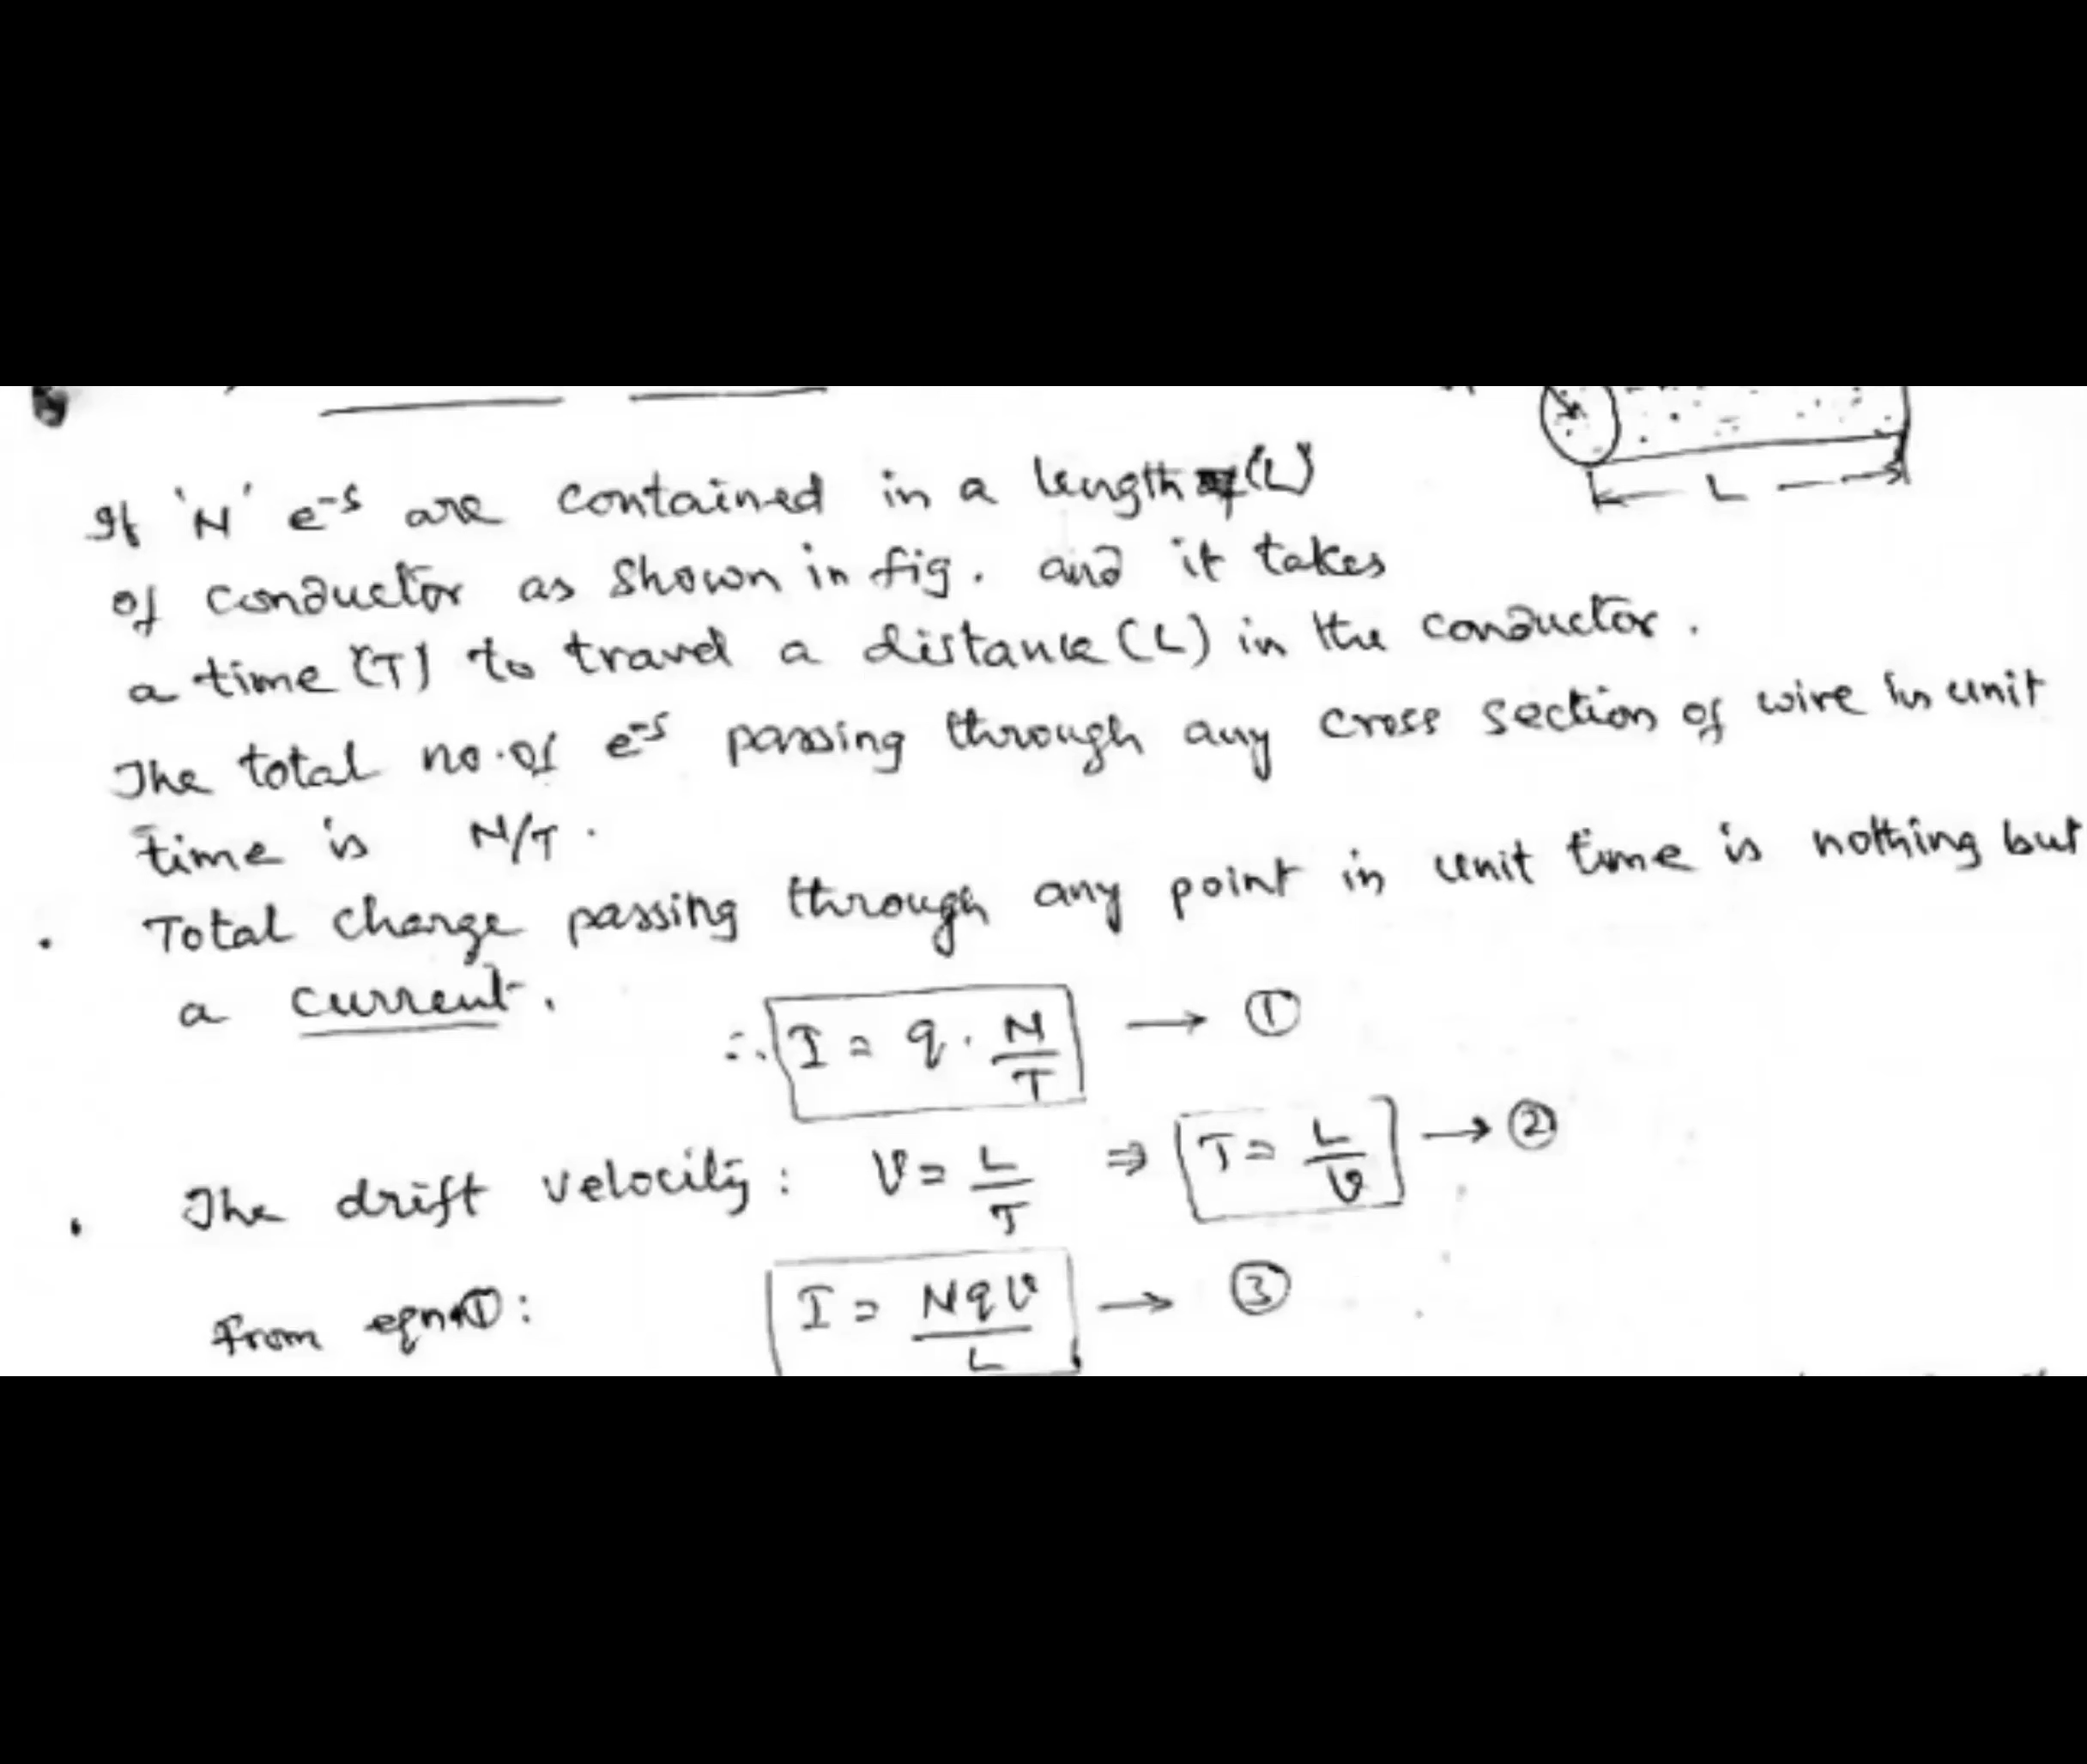 L
If 'N' e⁻ˢ are contained in a length (L)
of conductor as shown in fig. and it takes
a time (T) to travel a distance (L) in the conductor.
The total no. of e⁻ˢ passing through any cross section of wire in unit
time is N/T.
. Total charge passing through any point in unit time is nothing but
a current.
∴ I = q . N/T → ①
. The drift velocity : V = L/T ⇒ T = L/V → ②
From eqn ① : I = NqV/L → ③